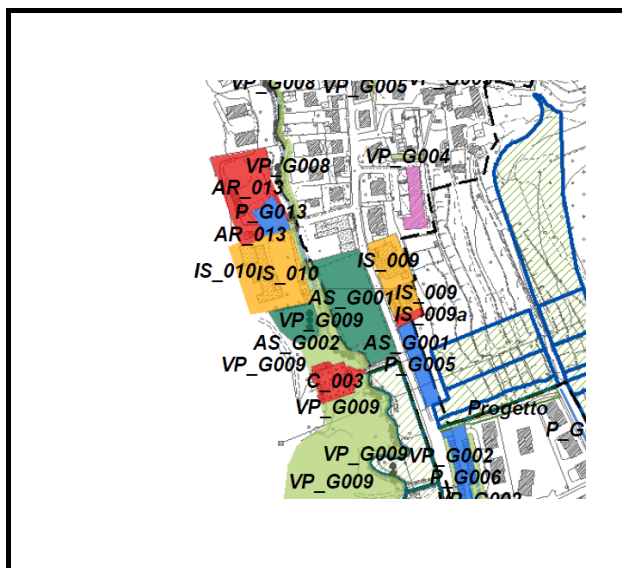 VP_G008
VP_G005
VP_G004
VP_G008
AR_013
P_G013
AR_013
IS_009
IS_010
IS_010
IS_009
AS_G001
IS_009a
VP_G009
AS_G002
AS_G001
VP_G009
P_G005
C_003
VP_G009
Progetto
P_G
VP_G009
VP_G002
VP_G009
P_G006